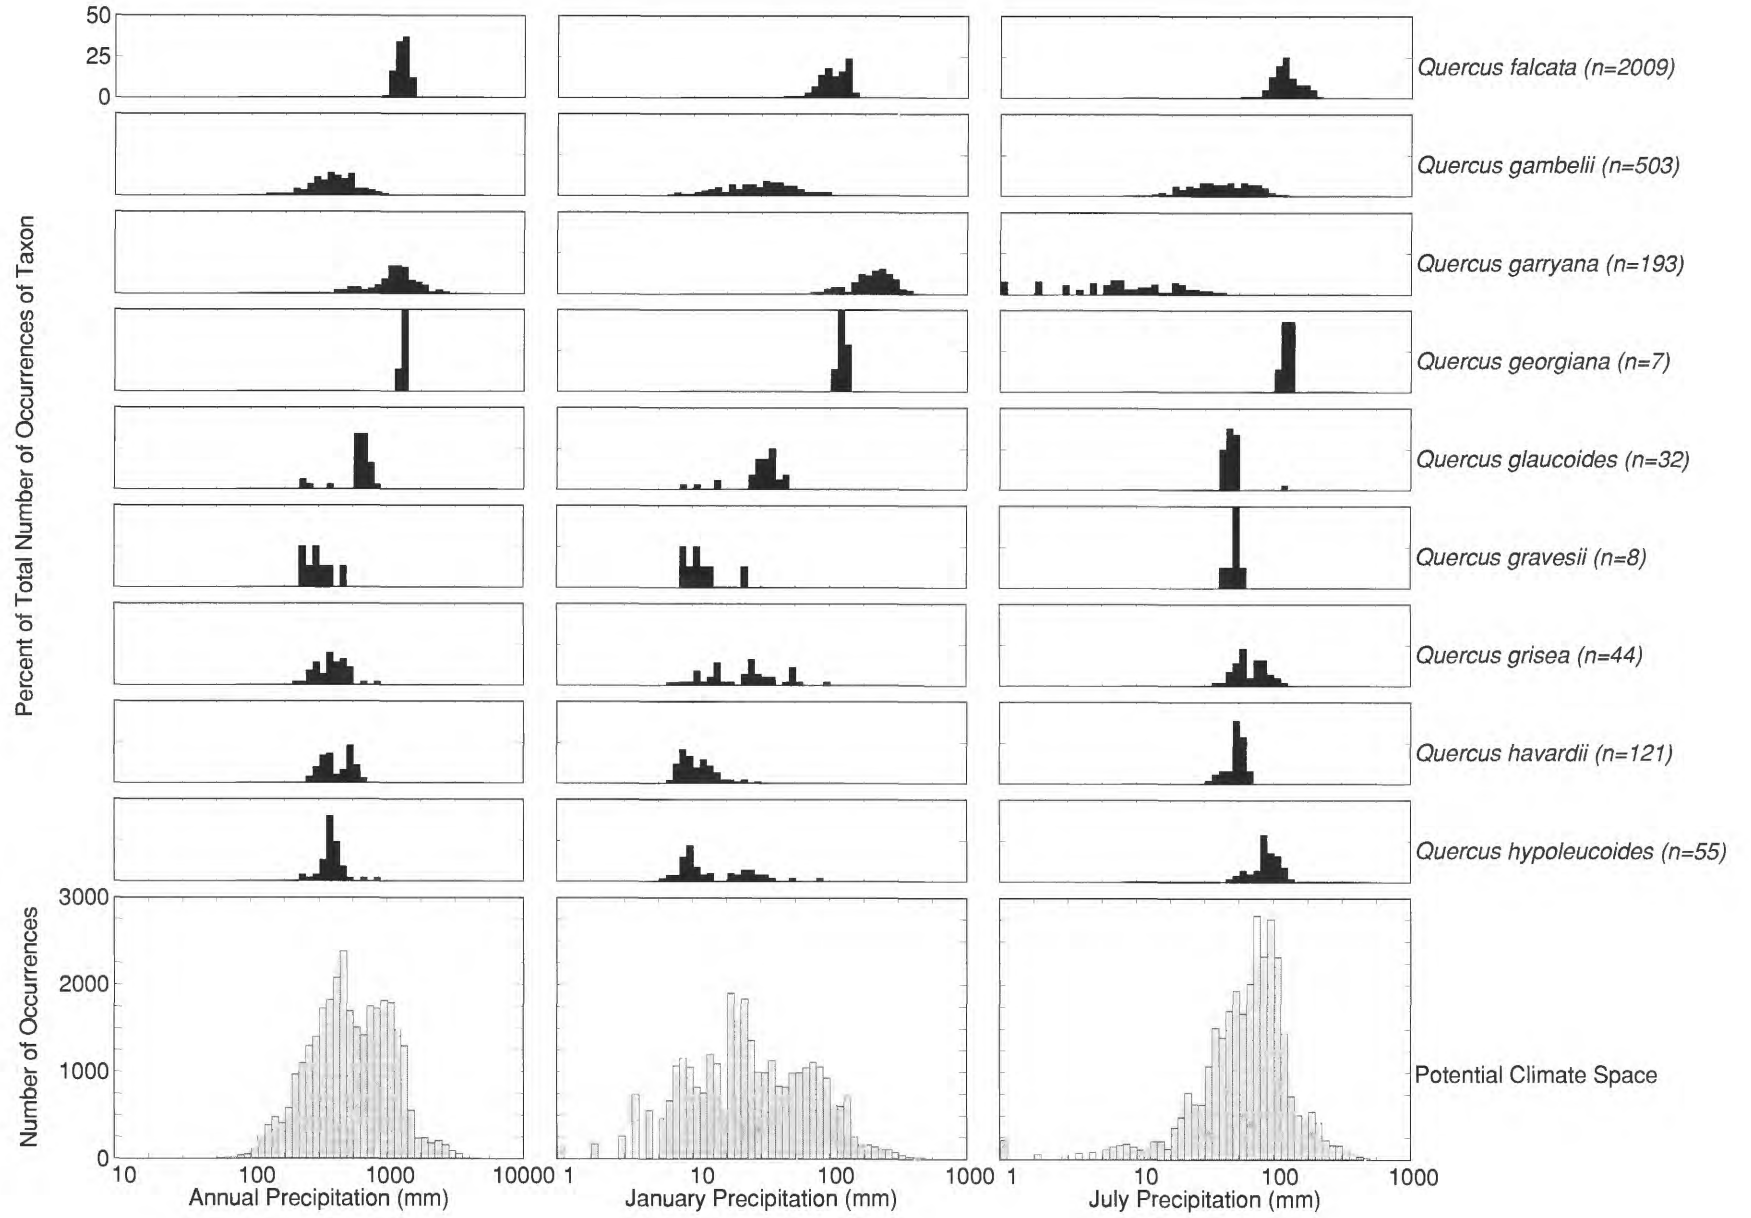 50
25
0
Percent of Total Number of Occurrences of Taxon
Quercus falcata (n=2009)
Quercus gambelii (n=503)
Quercus garryana (n=193)
Quercus georgiana (n=7)
Quercus glaucoides (n=32)
Quercus gravesii (n=8)
Quercus grisea (n=44)
Quercus havardii (n=121)
Quercus hypoleucoides (n=55)
3000
2000
1000
0
Number of Occurrences
Potential Climate Space
10 100 1000 10000
Annual Precipitation (mm)
1 10 100 1000
January Precipitation (mm)
1 10 100 1000
July Precipitation (mm)